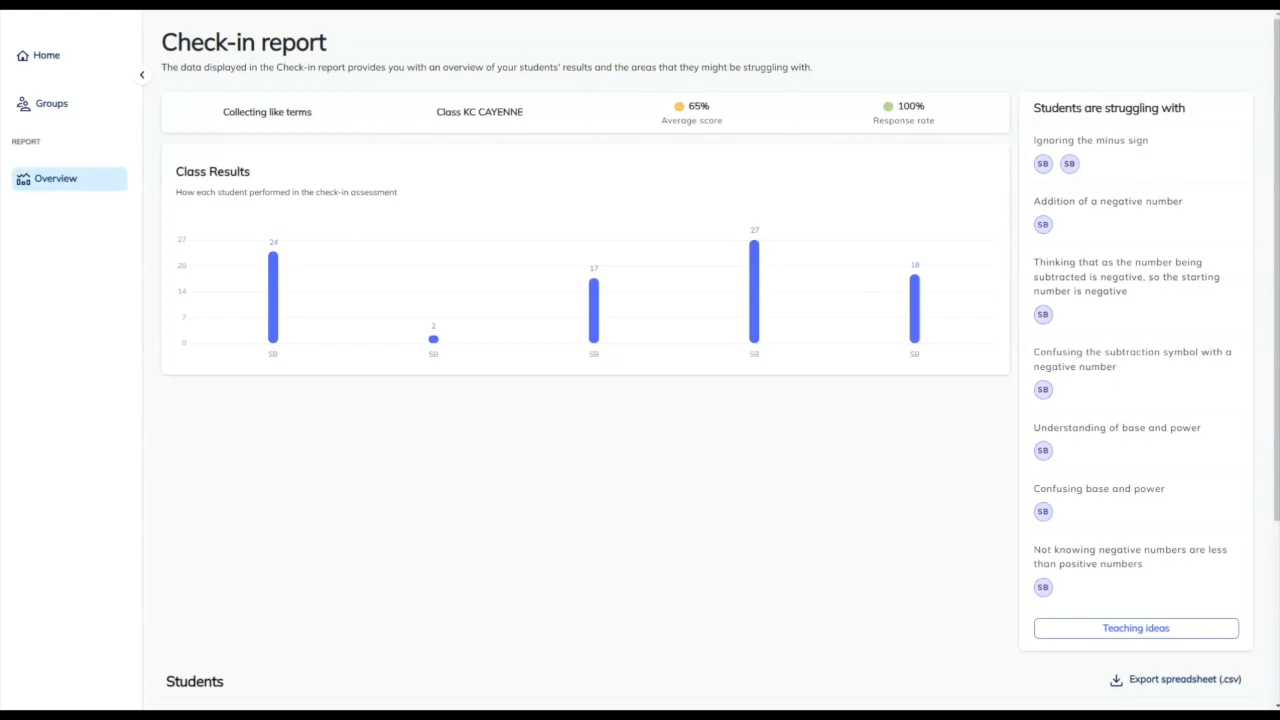 Home
Groups
REPORT
Overview
Check-in report
The data displayed in the Check-in report provides you with an overview of your students' results and the areas that they might be struggling with.
Collecting like terms
Class KC CAYENNE
65%
Average score
100%
Response rate
Class Results
How each student performed in the check-in assessment
27
20
14
7
0
24
2
17
27
18
SB
SB
SB
SB
SB
Students are struggling with
Ignoring the minus sign
SB SB
Addition of a negative number
SB
Thinking that as the number being
subtracted is negative, so the starting
number is negative
SB
Confusing the subtraction symbol with a
negative number
SB
Understanding of base and power
SB
Confusing base and power
SB
Not knowing negative numbers are less
than positive numbers
SB
Teaching ideas
Students
Export spreadsheet (.csv)